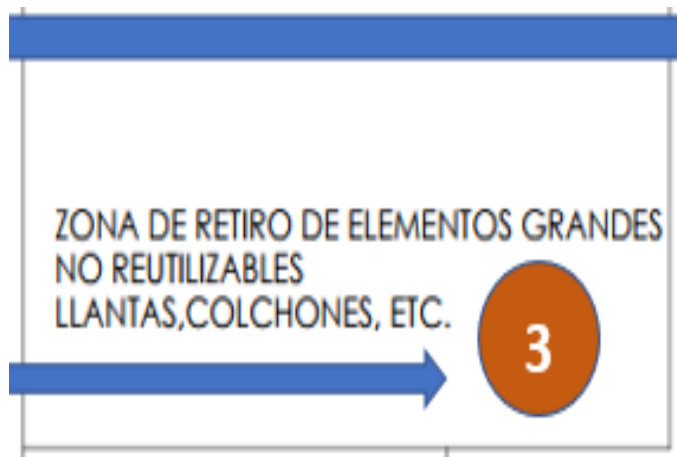 ZONA DE RETIRO DE ELEMENTOS GRANDES
NO REUTILIZABLES
LLANTAS,COLCHONES, ETC.
3